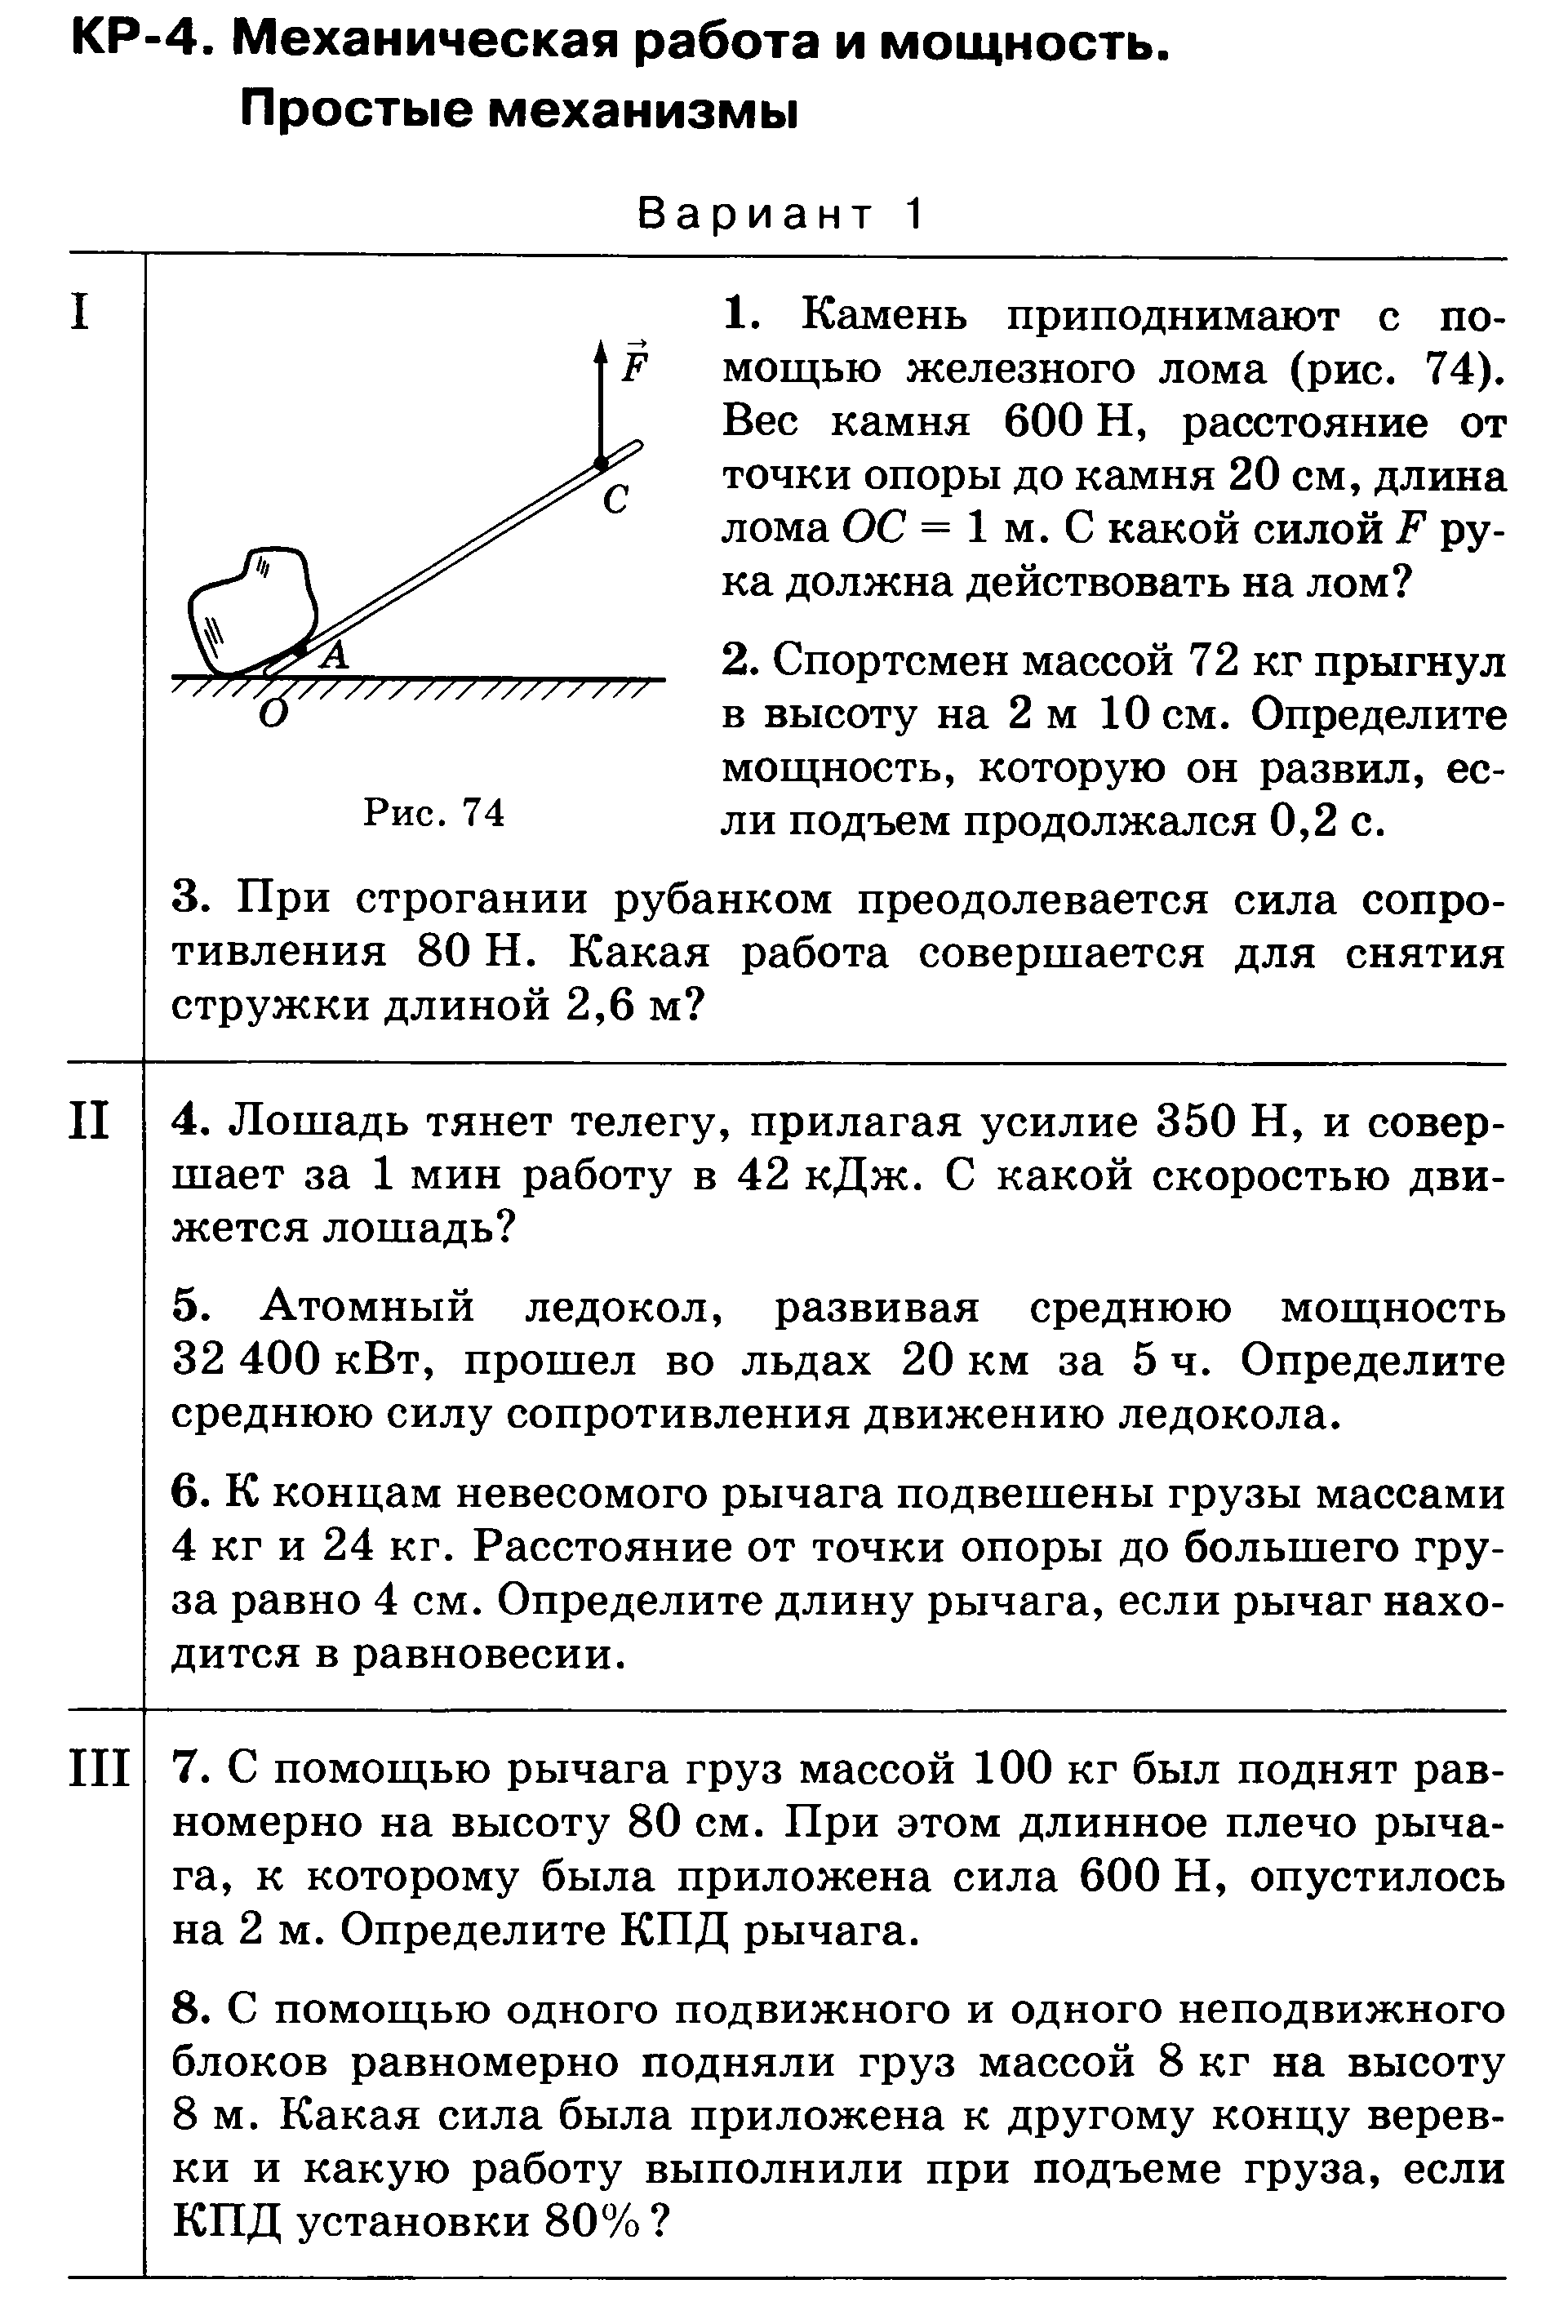 КР-4. Механическая работа и мощность.
Простые механизмы
Вариант 1
I
F
C
A
O
Рис. 74
1. Камень приподнимают с по-
мощью железного лома (рис. 74).
Вес камня 600 Н, расстояние от
точки опоры до камня 20 см, длина
лома OC = 1 м. С какой силой F ру-
ка должна действовать на лом?
2. Спортсмен массой 72 кг прыгнул
в высоту на 2 м 10 см. Определите
мощность, которую он развил, ес-
ли подъем продолжался 0,2 с.
3. При строгании рубанком преодолевается сила сопро-
тивления 80 Н. Какая работа совершается для снятия
стружки длиной 2,6 м?
II
4. Лошадь тянет телегу, прилагая усилие 350 Н, и совер-
шает за 1 мин работу в 42 кДж. С какой скоростью дви-
жется лошадь?
5. Атомный ледокол, развивая среднюю мощность
32 400 кВт, прошел во льдах 20 км за 5 ч. Определите
среднюю силу сопротивления движению ледокола.
6. К концам невесомого рычага подвешены грузы массами
4 кг и 24 кг. Расстояние от точки опоры до большего гру-
за равно 4 см. Определите длину рычага, если рычаг нахо-
дится в равновесии.
III
7. С помощью рычага груз массой 100 кг был поднят рав-
номерно на высоту 80 см. При этом длинное плечо рыча-
га, к которому была приложена сила 600 Н, опустилось
на 2 м. Определите КПД рычага.
8. С помощью одного подвижного и одного неподвижного
блоков равномерно подняли груз массой 8 кг на высоту
8 м. Какая сила была приложена к другому концу верев-
ки и какую работу выполнили при подъеме груза, если
КПД установки 80%?